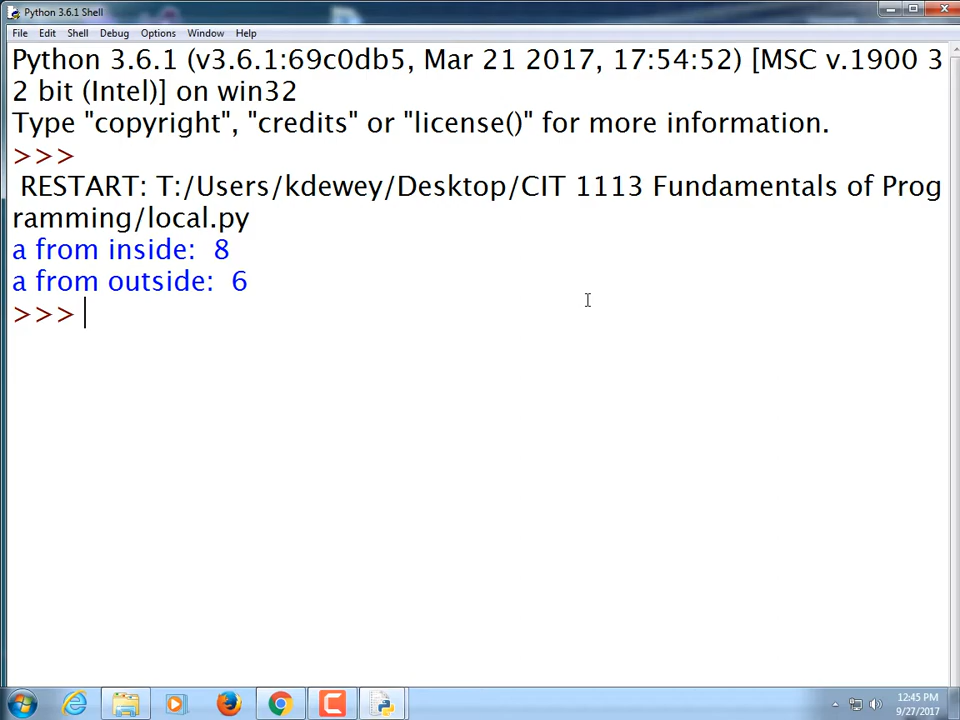 Python 3.6.1 Shell
File Edit Shell Debug Options Window Help
Python 3.6.1 (v3.6.1:69c0db5, Mar 21 2017, 17:54:52) [MSC v.1900 3
2 bit (Intel)] on win32
Type "copyright", "credits" or "license()" for more information.
>>>
RESTART: T:/Users/kdewey/Desktop/CIT 1113 Fundamentals of Prog
ramming/local.py
a from inside:  8
a from outside:  6
>>>
12:45 PM
9/27/2017